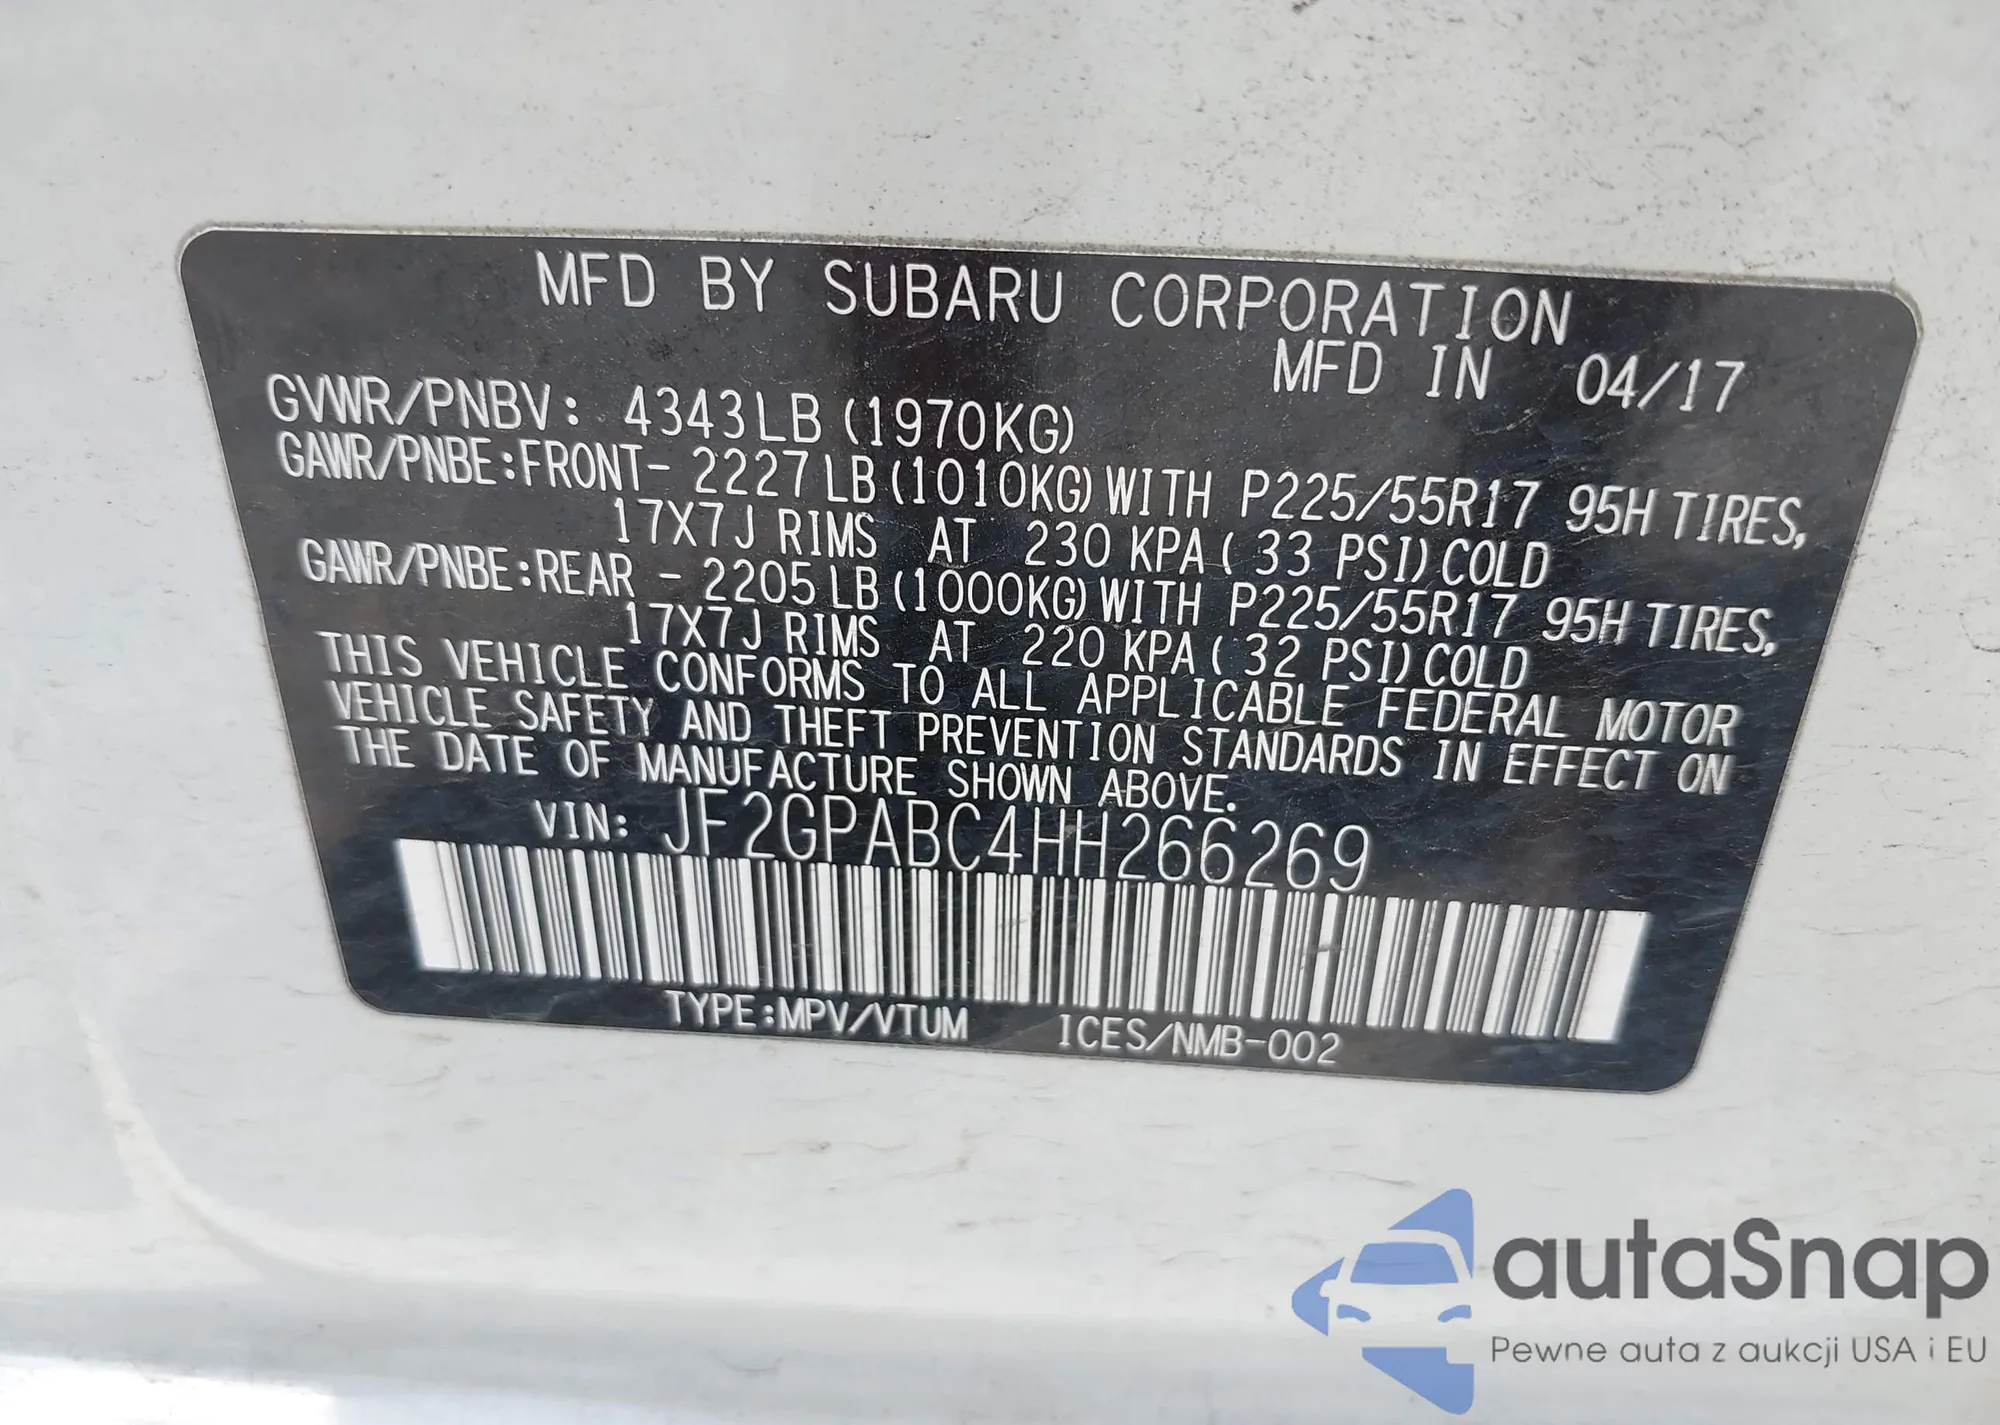 MFD BY SUBARU CORPORATION
MFD IN 04/17
GVWR/PNBV: 4343LB (1970KG)
GAWR/PNBE:FRONT- 2227LB (1010KG) WITH P225/55R17 95H TIRES,
17X7J RIMS AT 230 KPA ( 33 PSI) COLD
GAWR/PNBE:REAR - 2205LB (1000KG) WITH P225/55R17 95H TIRES,
17X7J RIMS AT 220 KPA ( 32 PSI) COLD
THIS VEHICLE CONFORMS TO ALL APPLICABLE FEDERAL MOTOR
VEHICLE SAFETY AND THEFT PREVENTION STANDARDS IN EFFECT ON
THE DATE OF MANUFACTURE SHOWN ABOVE.
VIN: JF2GPABC4HH266269
TYPE:MPV/VTUM ICES/NMB-002
autaSnap
Pewne auta z aukcji USA i EU